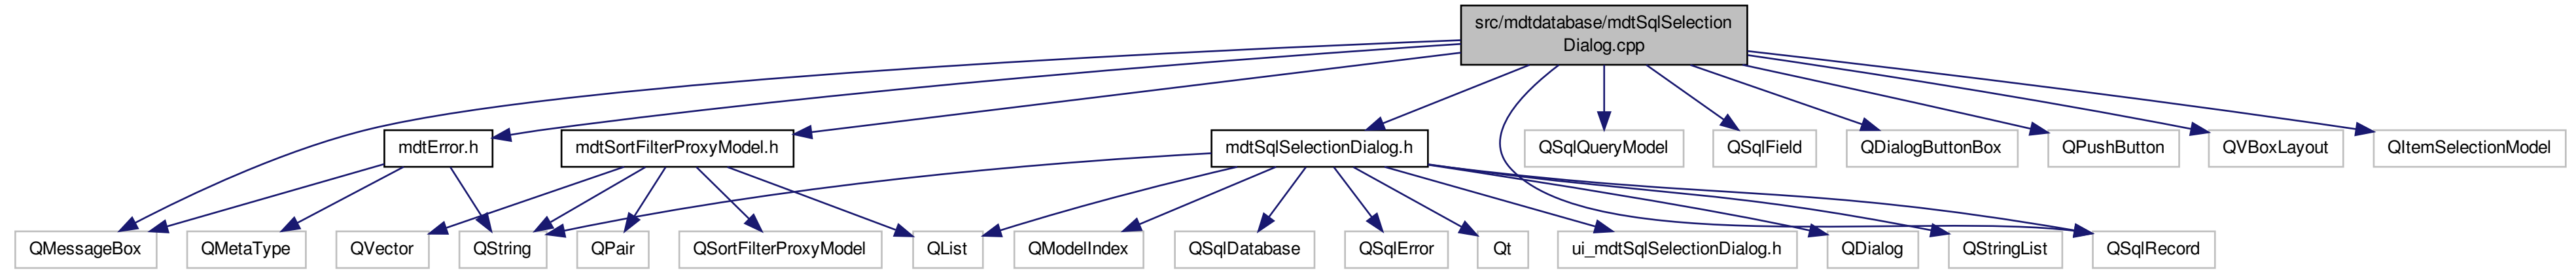 src/mdtdatabase/mdtSqlSelection
Dialog.cpp
mdtError.h
mdtSortFilterProxyModel.h
mdtSqlSelectionDialog.h
QSqlQueryModel
QSqlField
QDialogButtonBox
QPushButton
QVBoxLayout
QItemSelectionModel
QMessageBox
QMetaType
QVector
QString
QPair
QSortFilterProxyModel
QList
QModelIndex
QSqlDatabase
QSqlError
Qt
ui_mdtSqlSelectionDialog.h
QDialog
QStringList
QSqlRecord